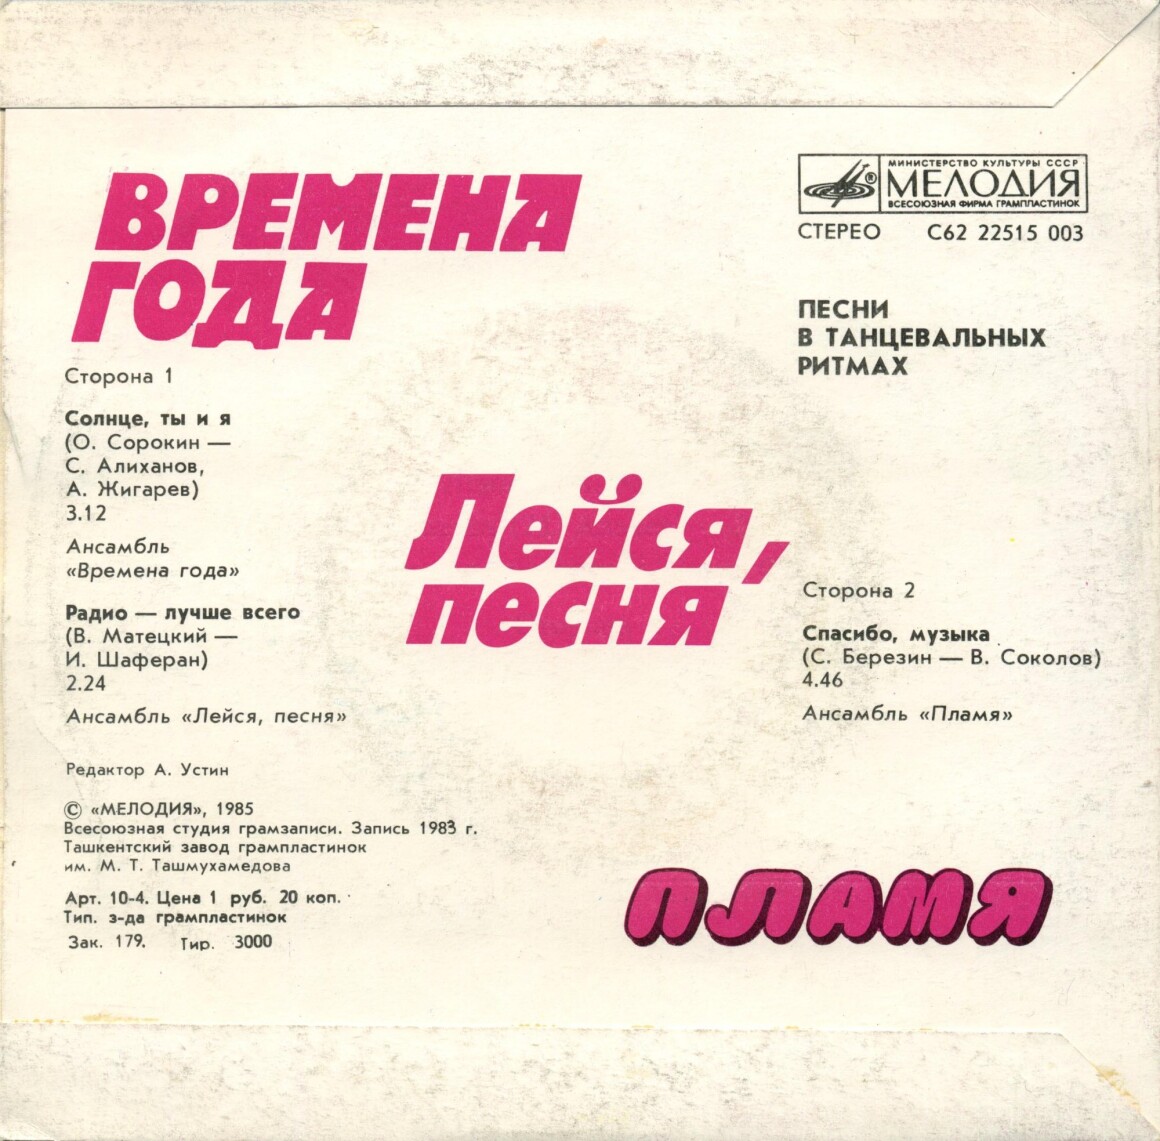 ВРЕМЕНА
ГОДА
МИНИСТЕРСТВО КУЛЬТУРЫ СССР
МЕЛОДИЯ
ВСЕСОЮЗНАЯ ФИРМА ГРАМПЛАСТИНОК
®
СТЕРЕО С62 22515 003
ПЕСНИ
В ТАНЦЕВАЛЬНЫХ
РИТМАХ
Сторона 1
Солнце, ты и я
(О. Сорокин —
С. Алиханов,
А. Жигарев)
3.12
Ансамбль
«Времена года»
Радио — лучше всего
(В. Матецкий —
И. Шаферан)
2.24
Ансамбль «Лейся, песня»
Лейся,
песня
Сторона 2
Спасибо, музыка
(С. Березин — В. Соколов)
4.46
Ансамбль «Пламя»
Редактор А. Устин
© «МЕЛОДИЯ», 1985
Всесоюзная студия грамзаписи. Запись 1983 г.
Ташкентский завод грампластинок
им. М. Т. Ташмухамедова
Арт. 10-4. Цена 1 руб. 20 коп.
Тип. з-да грампластинок
Зак. 179. Тир. 3000
ПЛАМЯ